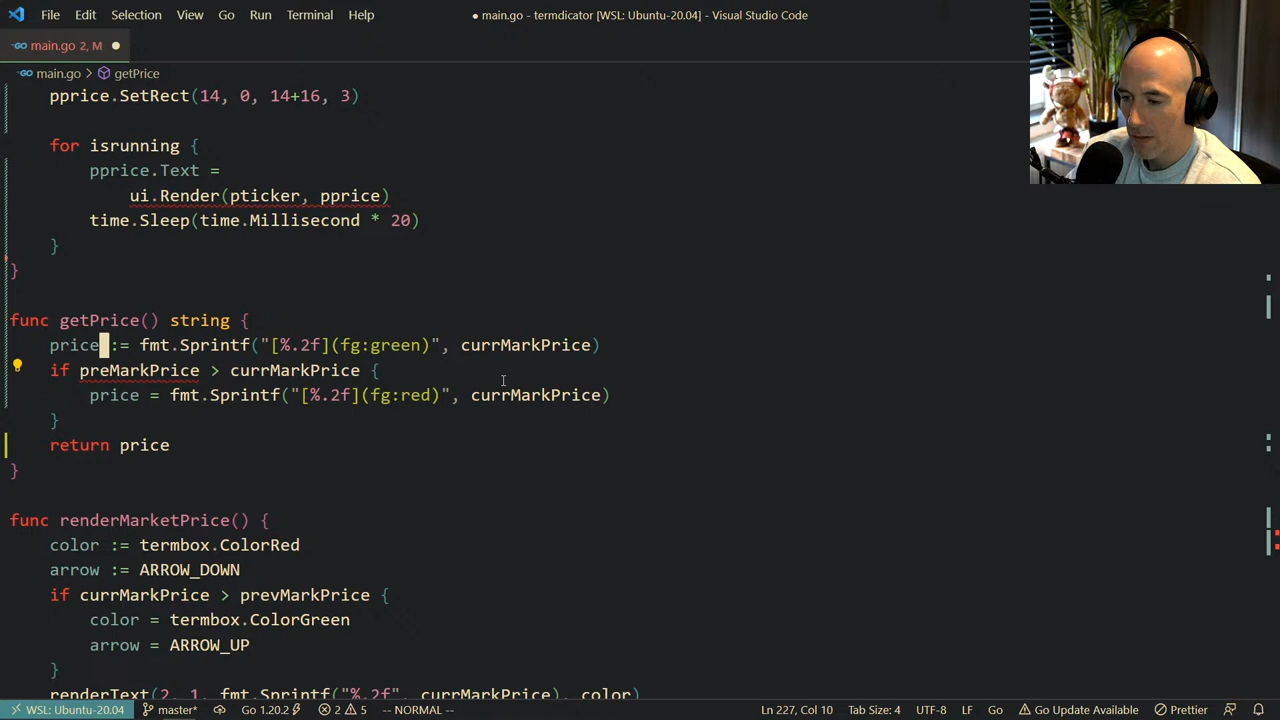 File Edit Selection View Go Run Terminal Help ● main.go - termdicator [WSL: Ubuntu-20.04] - Visual Studio Code
main.go 2, M ●
main.go > getPrice
pprice.SetRect(14, 0, 14+16, 3)
for isrunning {
pprice.Text =
ui.Render(pticker, pprice)
time.Sleep(time.Millisecond * 20)
}
}
func getPrice() string {
price := fmt.Sprintf("[%.2f](fg:green)", currMarkPrice)
if preMarkPrice > currMarkPrice {
price = fmt.Sprintf("[%.2f](fg:red)", currMarkPrice)
}
return price
}
func renderMarketPrice() {
color := termbox.ColorRed
arrow := ARROW_DOWN
if currMarkPrice > prevMarkPrice {
color = termbox.ColorGreen
arrow = ARROW_UP
}
renderText(2, 1, fmt.Sprintf("%.2f", currMarkPrice), color)
WSL: Ubuntu-20.04 master* Go 1.20.2 2 5 -- NORMAL -- Ln 227, Col 10 Tab Size: 4 UTF-8 LF Go Go Update Available Prettier